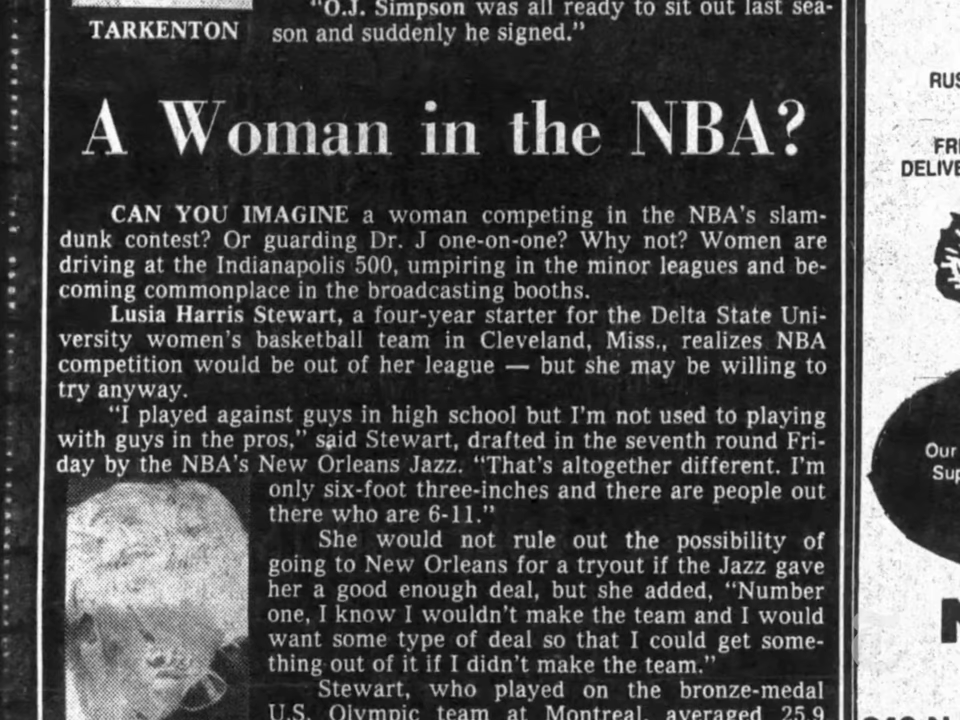 "O.J. Simpson was all ready to sit out last sea-
son and suddenly he signed."
TARKENTON
A Woman in the NBA?
CAN YOU IMAGINE a woman competing in the NBA's slam-
dunk contest? Or guarding Dr. J one-on-one? Why not? Women are
driving at the Indianapolis 500, umpiring in the minor leagues and be-
coming commonplace in the broadcasting booths.
Lusia Harris Stewart, a four-year starter for the Delta State Uni-
versity women's basketball team in Cleveland, Miss., realizes NBA
competition would be out of her league — but she may be willing to
try anyway.
"I played against guys in high school but I'm not used to playing
with guys in the pros," said Stewart, drafted in the seventh round Fri-
day by the NBA's New Orleans Jazz. "That's altogether different. I'm
only six-foot three-inches and there are people out
there who are 6-11."
She would not rule out the possibility of
going to New Orleans for a tryout if the Jazz gave
her a good enough deal, but she added, "Number
one, I know I wouldn't make the team and I would
want some type of deal so that I could get some-
thing out of it if I didn't make the team."
Stewart, who played on the bronze-medal
U.S. Olympic team at Montreal, averaged 25.9
RUS
FRE
DELIVE
Our
Sup